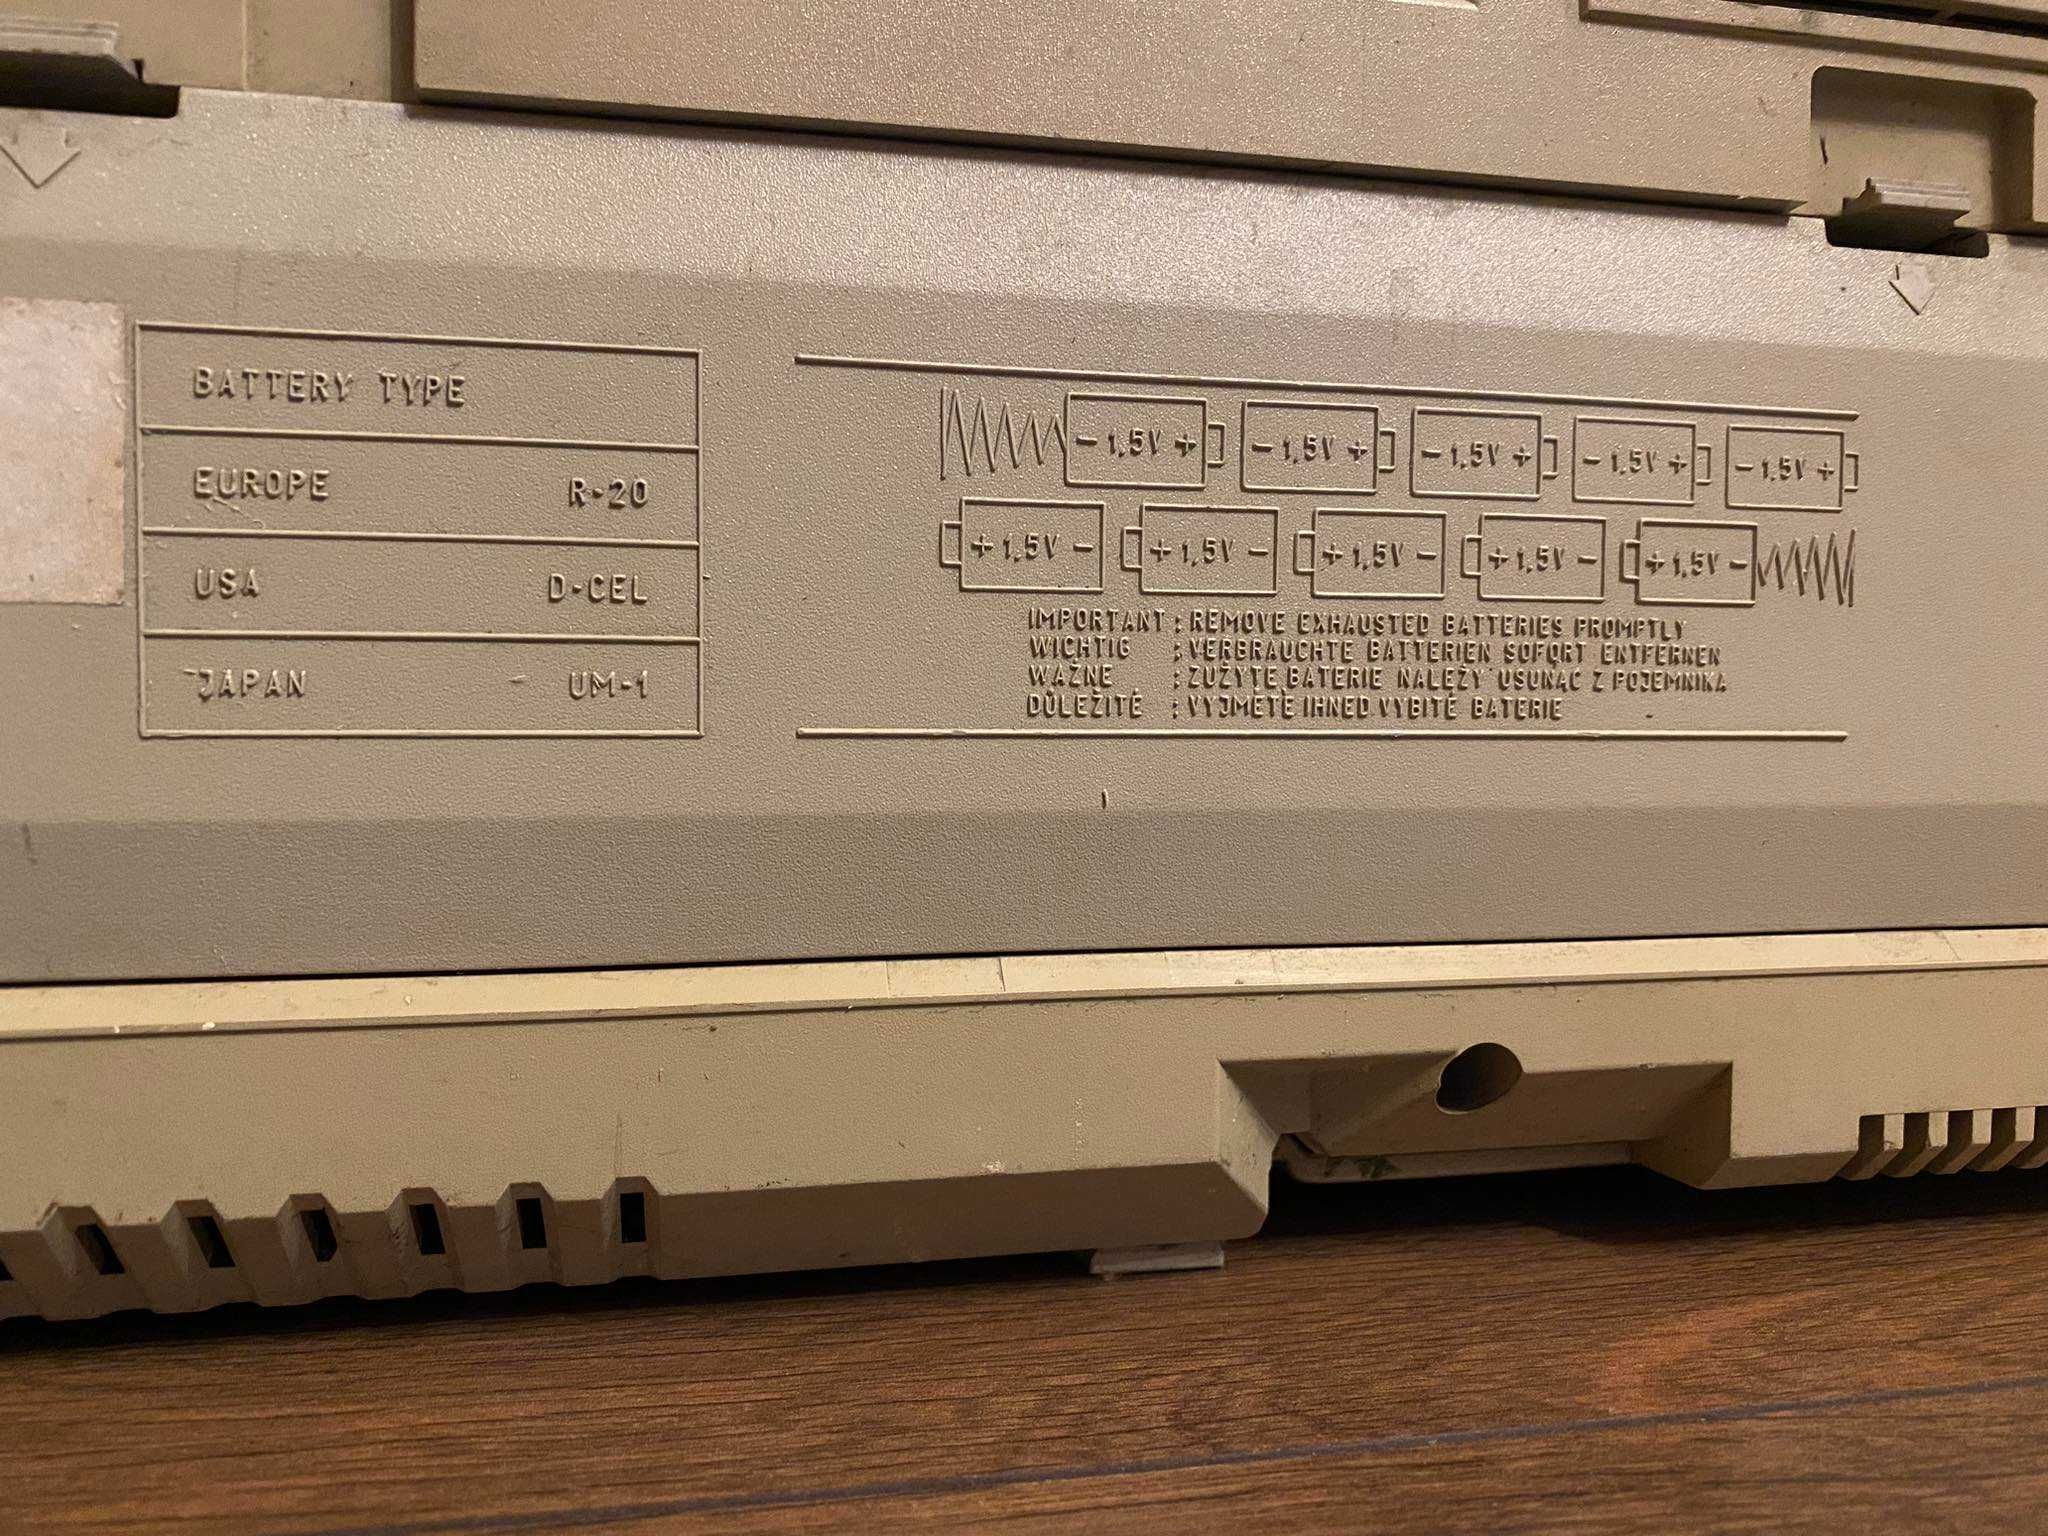 BATTERY TYPE
EUROPE R-20
USA D-CEL
JAPAN UM-1
- 1,5V + - 1,5V + - 1,5V + - 1,5V + - 1,5V +
+ 1,5V - + 1,5V - + 1,5V - + 1,5V - + 1,5V -
IMPORTANT : REMOVE EXHAUSTED BATTERIES PROMPTLY
WICHTIG : VERBRAUCHTE BATTERIEN SOFORT ENTFERNEN
WAŻNE : ZUŻYTE BATERIE NALEŻY USUNĄC Z POJEMNIKA
DŮLEŽITÉ : VYJMĚTE IHNED VYBITÉ BATERIE